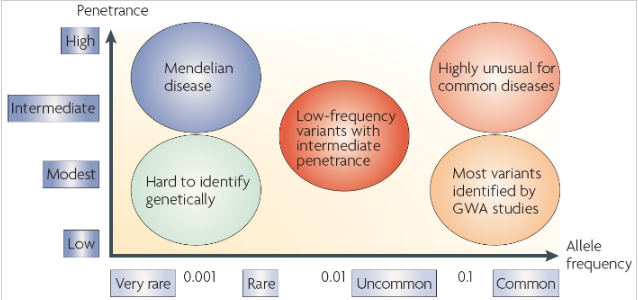 Penetrance
High
Intermediate
Modest
Low
Mendelian
disease
Highly unusual for
common diseases
Low-frequency
variants with
intermediate
penetrance
Hard to identify
genetically
Most variants
identified by
GWA studies
Allele
frequency
Very rare 0.001 Rare 0.01 Uncommon 0.1 Common